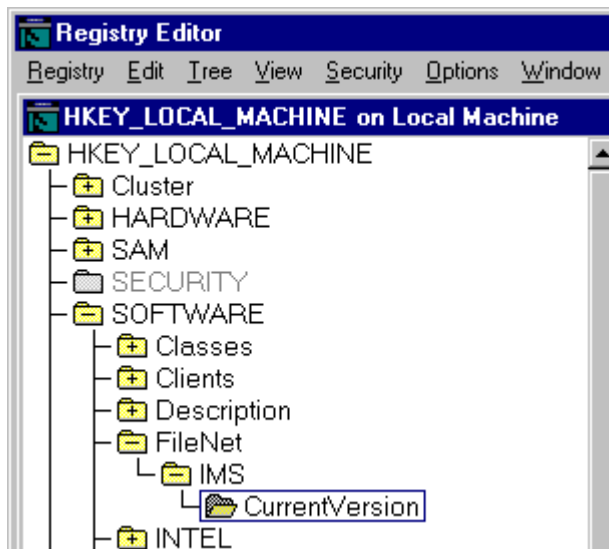 Registry Editor
Registry Edit Tree View Security Options Window
HKEY_LOCAL_MACHINE on Local Machine
HKEY_LOCAL_MACHINE
Cluster
HARDWARE
SAM
SECURITY
SOFTWARE
Classes
Clients
Description
FileNet
IMS
CurrentVersion
INTEL